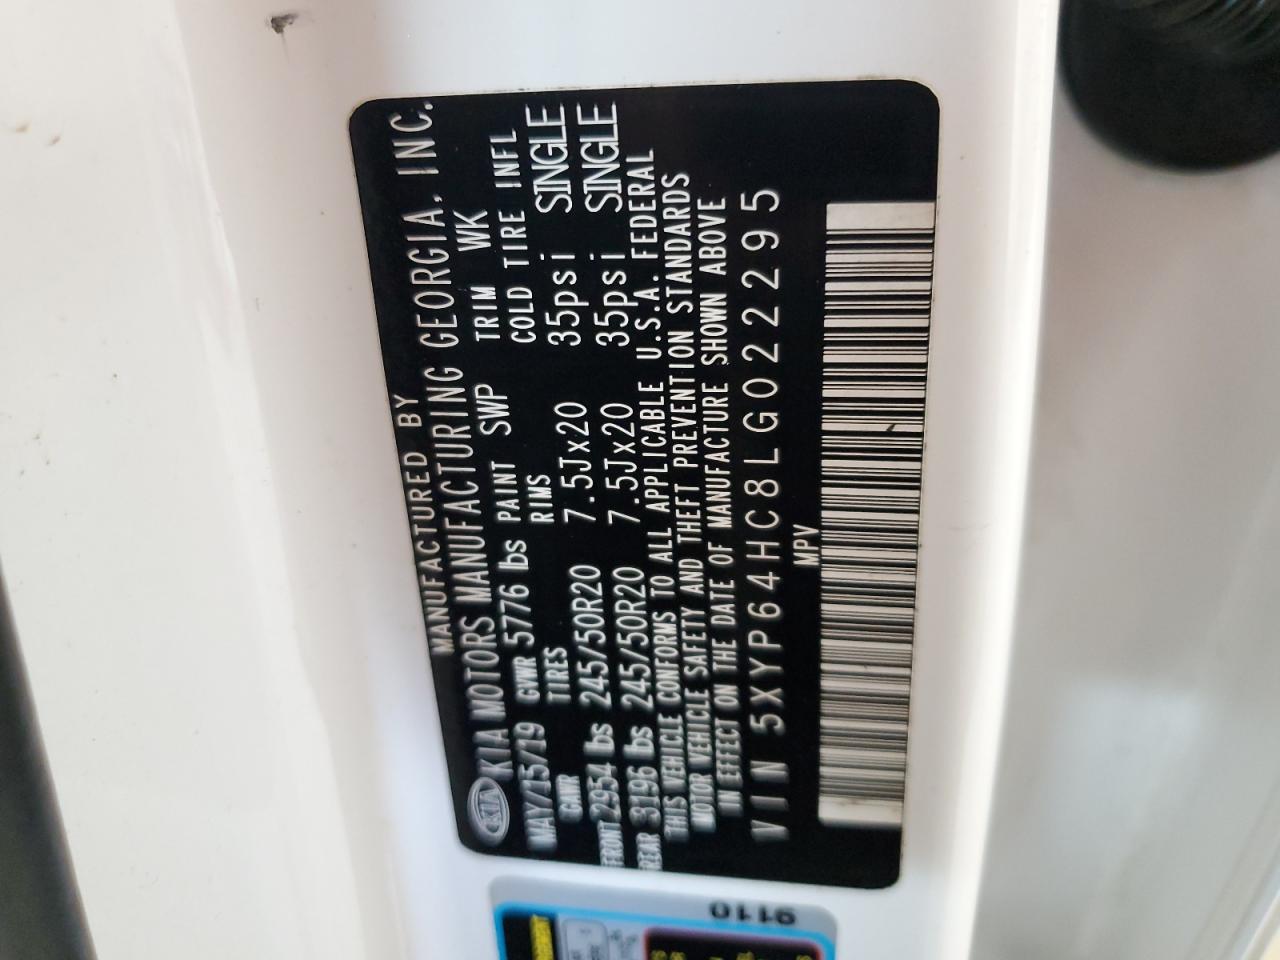 MANUFACTURED BY
KIA KIA MOTORS MANUFACTURING GEORGIA, INC.
MAY/15/19 GVWR 5776 lbs PAINT SWP TRIM WK
GAWR TIRES RIMS COLD TIRE INFL
FRONT 2954 lbs 245/50R20 7.5Jx20 35psi SINGLE
REAR 3196 lbs 245/50R20 7.5Jx20 35psi SINGLE
THIS VEHICLE CONFORMS TO ALL APPLICABLE U.S.A. FEDERAL
MOTOR VEHICLE SAFETY AND THEFT PREVENTION STANDARDS
IN EFFECT ON THE DATE OF MANUFACTURE SHOWN ABOVE
VIN 5XYP64HC8LG022295
MPV
9110